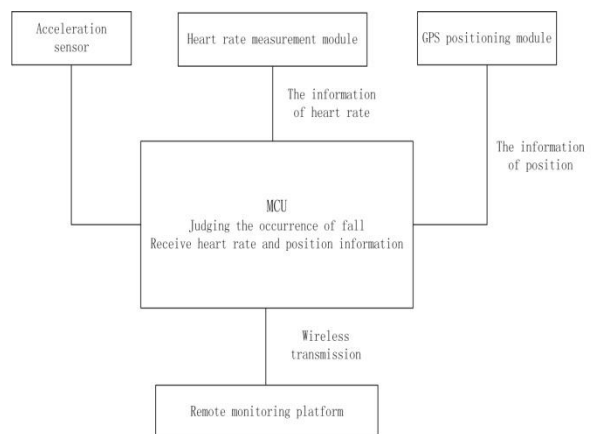 Acceleration
sensor
Heart rate measurement module
GPS positioning module
The information
of heart rate
The information
of position
MCU
Judging the occurrence of fall
Receive heart rate and position information
Wireless
transmission
Remote monitoring platform